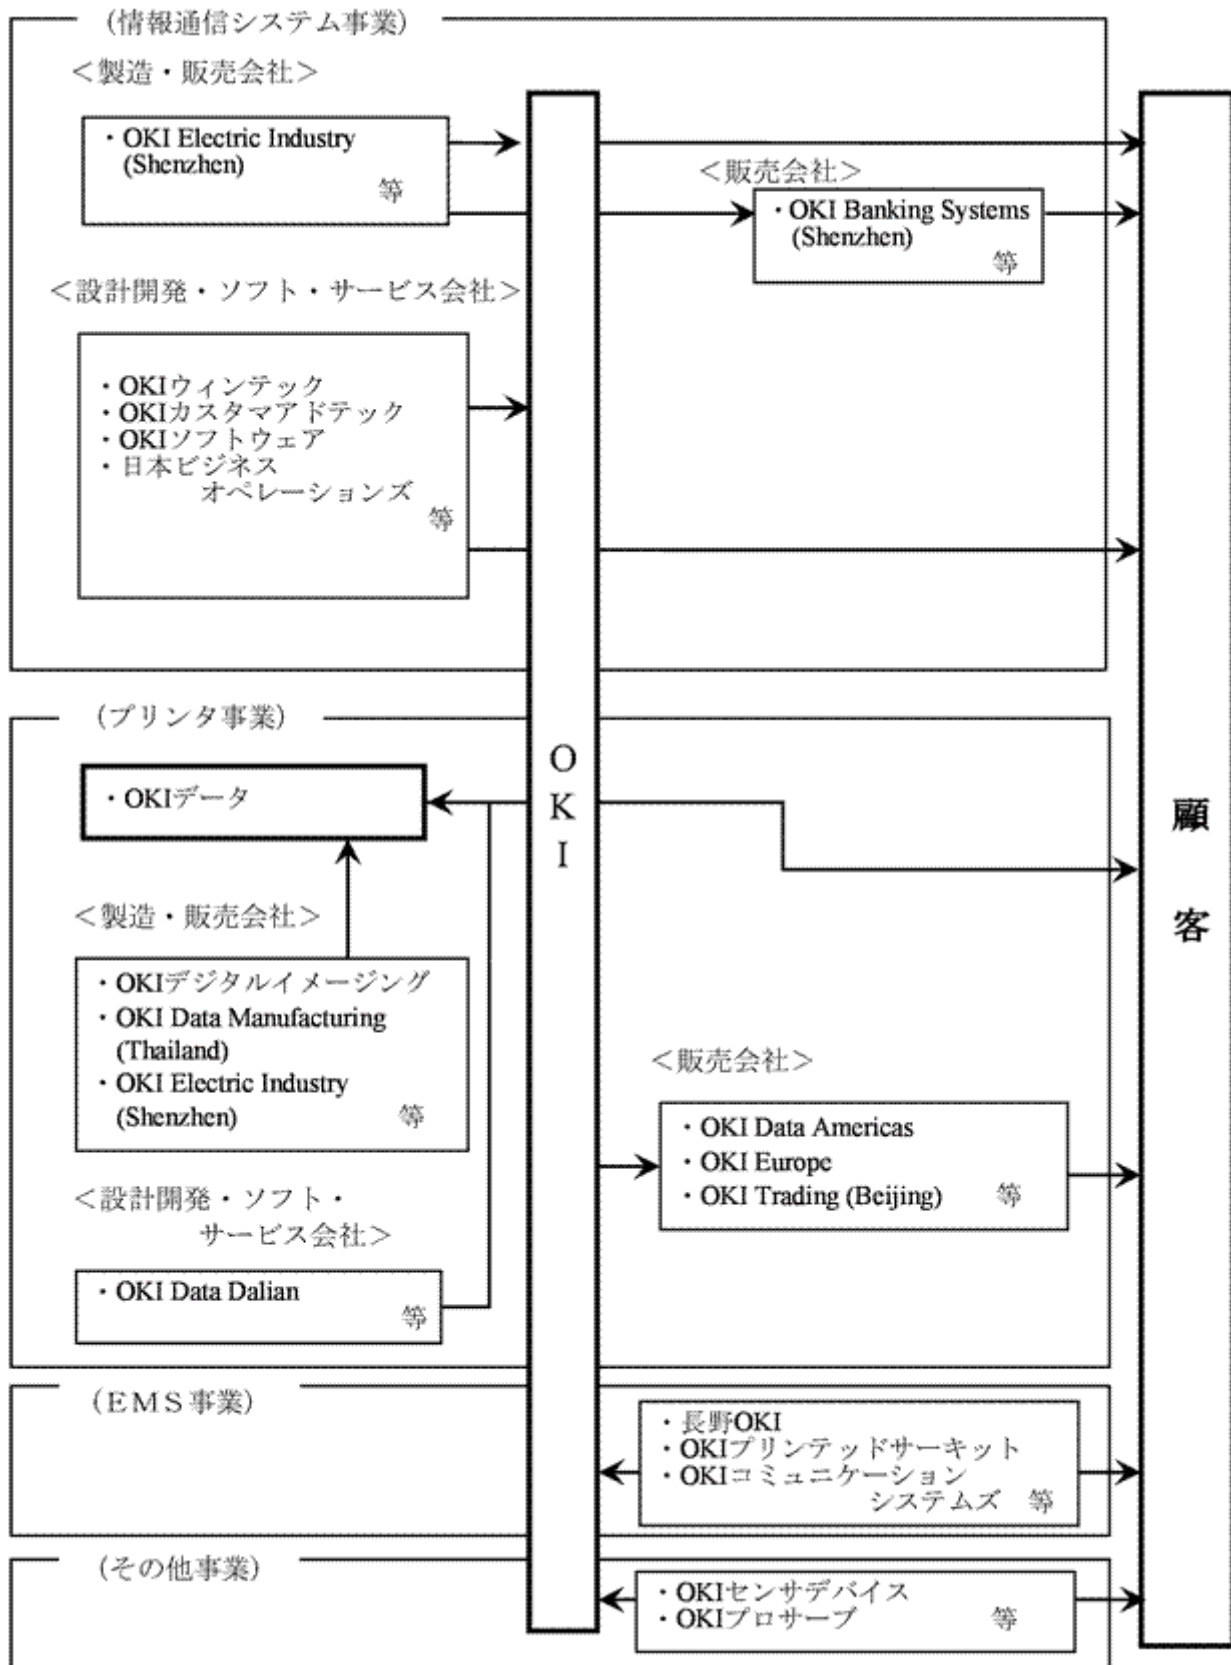 （情報通信システム事業）
＜製造・販売会社＞
・OKI Electric Industry
(Shenzhen)
等
＜販売会社＞
・OKI Banking Systems
(Shenzhen)
等
＜設計開発・ソフト・サービス会社＞
・OKIウィンテック
・OKIカスタマアドテック
・OKIソフトウェア
・日本ビジネス
オペレーションズ
等
（プリンタ事業）
・OKIデータ
＜製造・販売会社＞
・OKIデジタルイメージング
・OKI Data Manufacturing
(Thailand)
・OKI Electric Industry
(Shenzhen) 等
＜設計開発・ソフト・
サービス会社＞
・OKI Data Dalian
等
＜販売会社＞
・OKI Data Americas
・OKI Europe
・OKI Trading (Beijing) 等
OKI
顧客
（ＥＭＳ事業）
・長野OKI
・OKIプリンテッドサーキット
・OKIコミュニケーション
システムズ 等
（その他事業）
・OKIセンサデバイス
・OKIプロサーブ 等